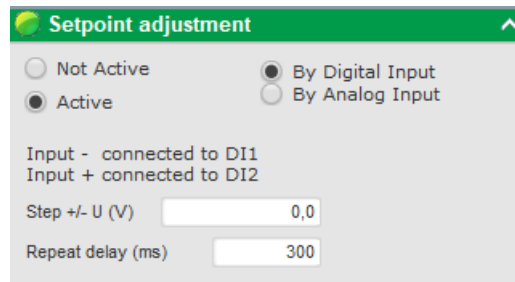 Setpoint adjustment
Not Active
By Digital Input
Active
By Analog Input
Input - connected to DI1
Input + connected to DI2
Step +/- U (V) 0,0
Repeat delay (ms) 300